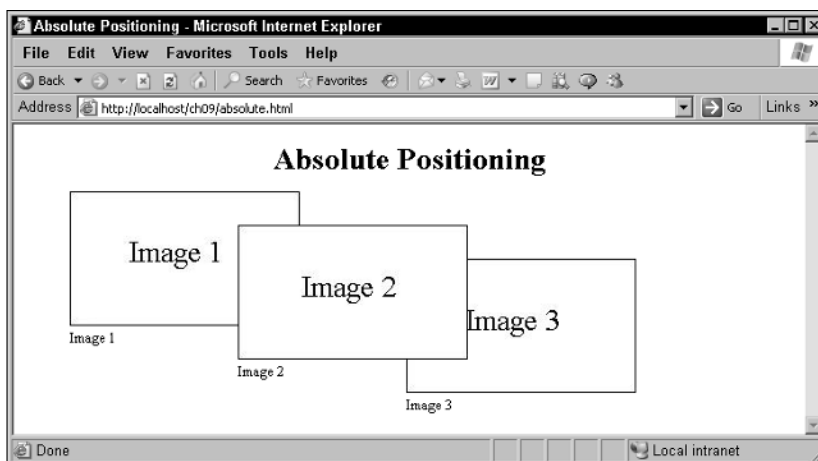 Absolute Positioning - Microsoft Internet Explorer
File Edit View Favorites Tools Help
Back Search Favorites
Address http://localhost/ch09/absolute.html Go Links »
Absolute Positioning
Image 1
Image 2
Image 3
Image 1
Image 2
Image 3
Done Local intranet